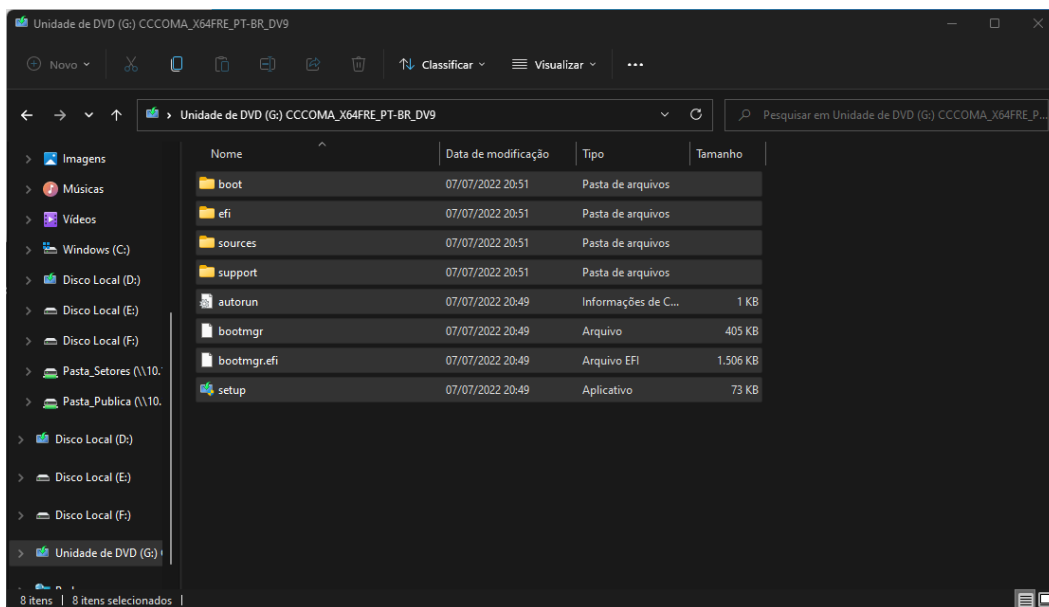 Unidade de DVD (G:) CCCOMA_X64FRE_PT-BR_DV9
Novo
Classificar
Visualizar
Unidade de DVD (G:) CCCOMA_X64FRE_PT-BR_DV9
Pesquisar em Unidade de DVD (G:) CCCOMA_X64FRE_P...
Nome Data de modificação Tipo Tamanho
boot 07/07/2022 20:51 Pasta de arquivos
efi 07/07/2022 20:51 Pasta de arquivos
sources 07/07/2022 20:51 Pasta de arquivos
support 07/07/2022 20:51 Pasta de arquivos
autorun 07/07/2022 20:49 Informações de C... 1 KB
bootmgr 07/07/2022 20:49 Arquivo 405 KB
bootmgr.efi 07/07/2022 20:49 Arquivo EFI 1.506 KB
setup 07/07/2022 20:49 Aplicativo 73 KB
Imagens
Músicas
Vídeos
Windows (C:)
Disco Local (D:)
Disco Local (E:)
Disco Local (F:)
Pasta_Setores (\\10.
Pasta_Publica (\\10.
Disco Local (D:)
Disco Local (E:)
Disco Local (F:)
Unidade de DVD (G:)
8 itens | 8 itens selecionados |